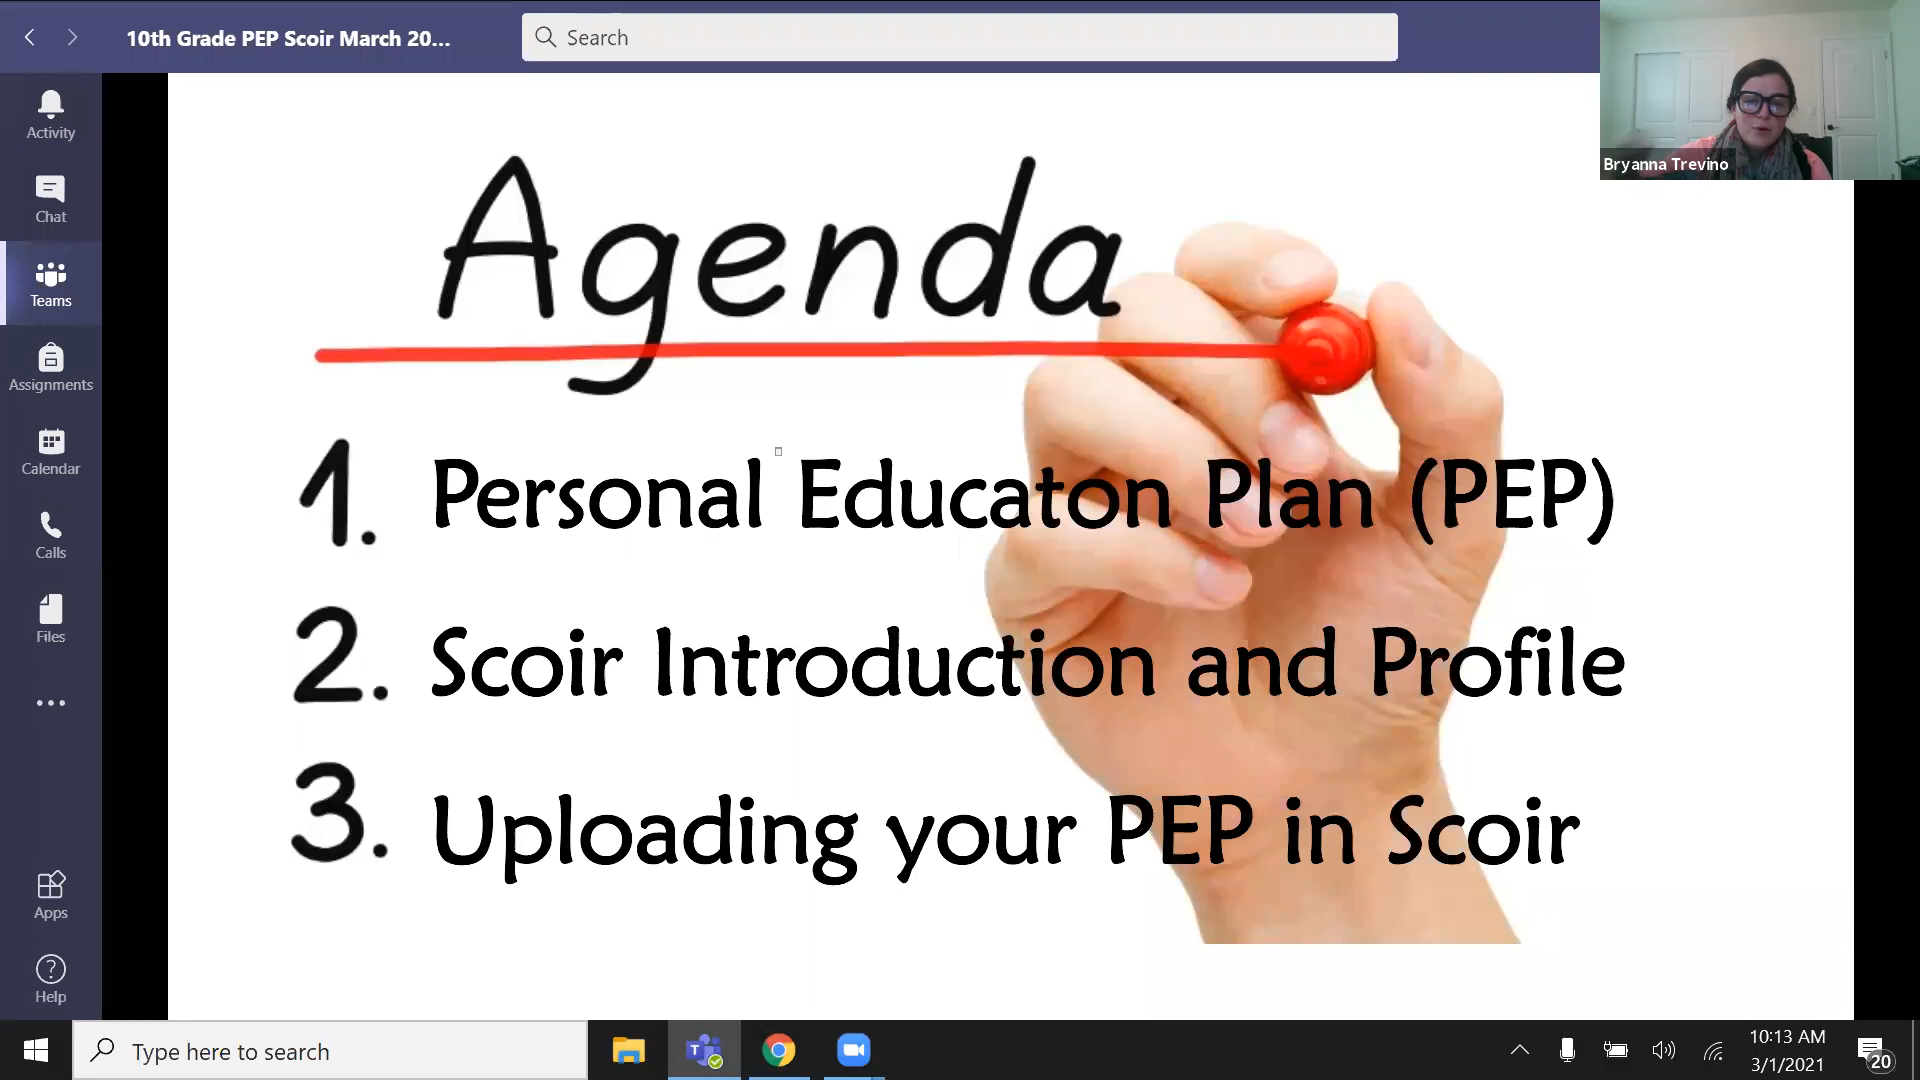 10th Grade PEP Scoir March 20...
Search
Bryanna Trevino
Activity
Chat
Teams
Assignments
Calendar
Calls
Files
Apps
Help
Agenda
1. Personal Educaton Plan (PEP)
2. Scoir Introduction and Profile
3. Uploading your PEP in Scoir
Type here to search
10:13 AM
3/1/2021
20